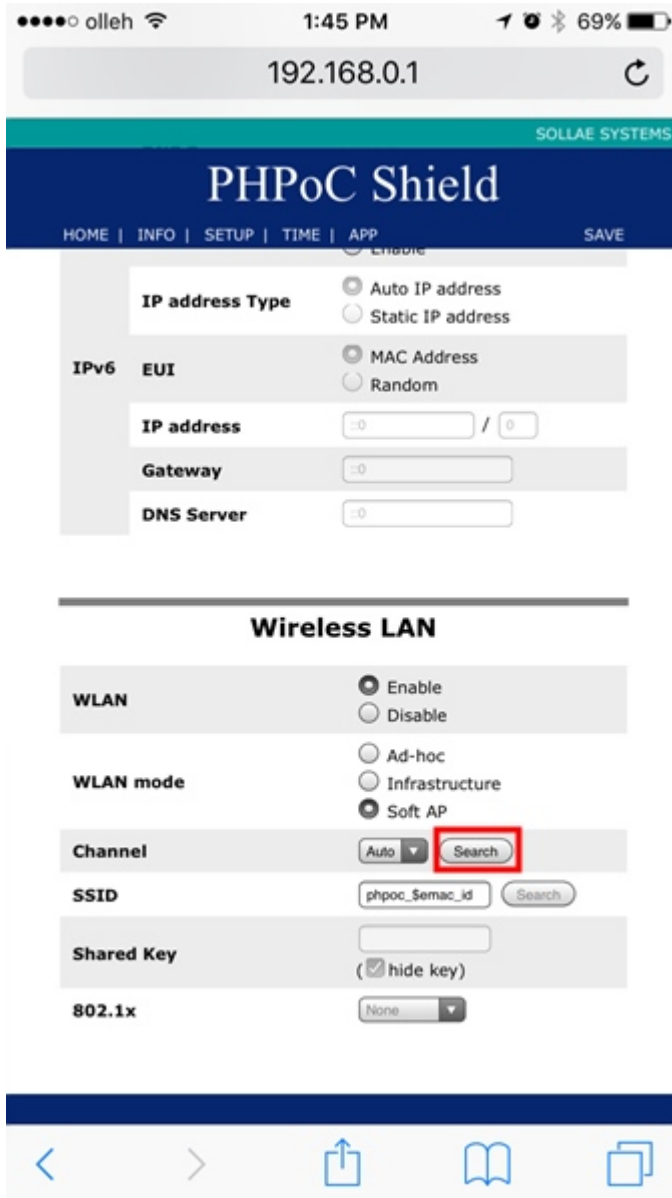 olleh 1:45 PM 69%
192.168.0.1
SOLLAE SYSTEMS
PHPoC Shield
HOME | INFO | SETUP | TIME | APP SAVE
Enable
IP address Type
Auto IP address
Static IP address
IPv6
EUI
MAC Address
Random
IP address ::0 / 0
Gateway ::0
DNS Server ::0
Wireless LAN
WLAN
Enable
Disable
WLAN mode
Ad-hoc
Infrastructure
Soft AP
Channel Auto Search
SSID phpoc_$emac_id Search
Shared Key
(hide key)
802.1x None